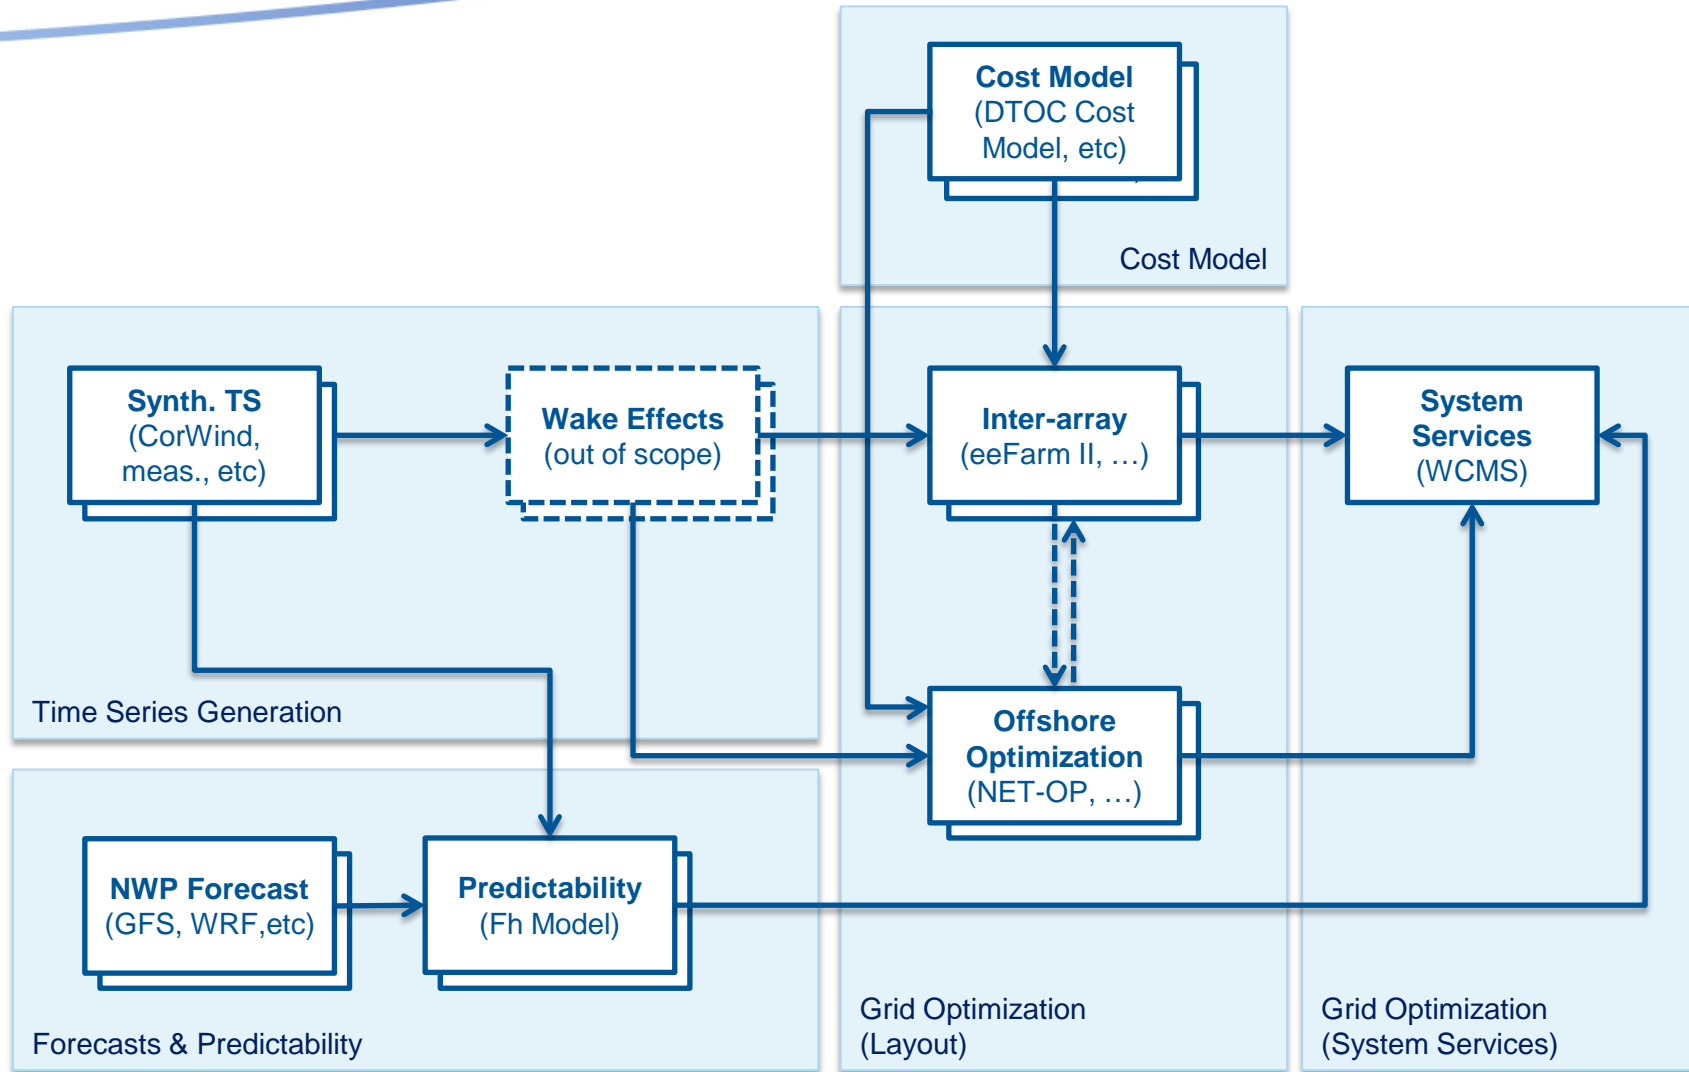 Cost Model
(DTOC Cost
Model, etc)
Cost Model
Synth. TS
(CorWind,
meas., etc)
Wake Effects
(out of scope)
Time Series Generation
Inter-array
(eeFarm II, …)
Offshore
Optimization
(NET-OP, …)
Grid Optimization
(Layout)
System
Services
(WCMS)
Grid Optimization
(System Services)
NWP Forecast
(GFS, WRF,etc)
Predictability
(Fh Model)
Forecasts & Predictability